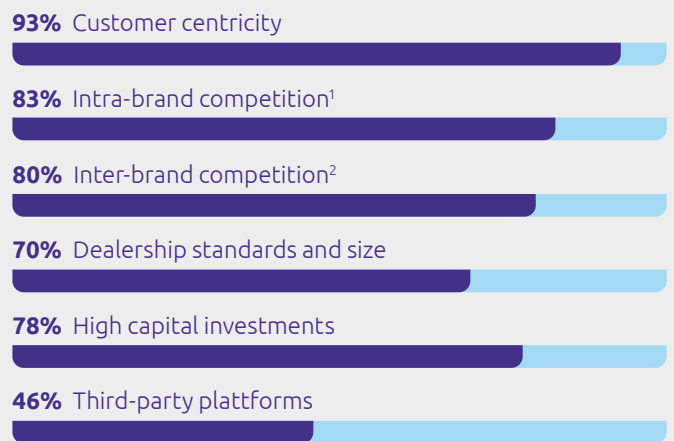 93% Customer centricity
83% Intra-brand competition¹
80% Inter-brand competition²
70% Dealership standards and size
78% High capital investments
46% Third-party plattforms